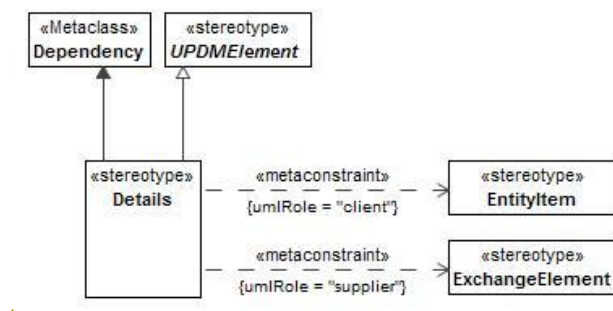 «Metaclass»
Dependency
«stereotype»
UPDMElement
«stereotype»
Details
«metaconstraint»
{umlRole = "client"}
«stereotype»
EntityItem
«metaconstraint»
{umlRole = "supplier"}
«stereotype»
ExchangeElement